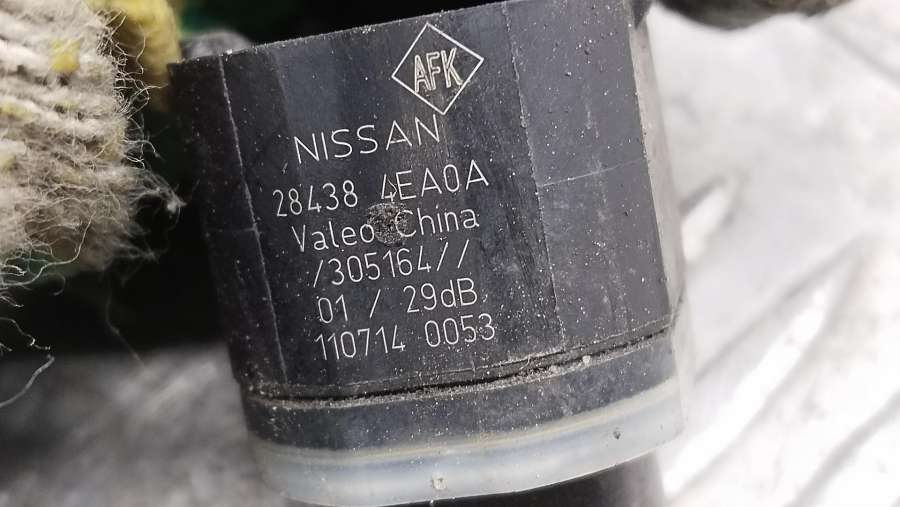 AFK
NISSAN
28438 4EA0A
Valeo China
/305164//
01 / 29dB
110714 0053